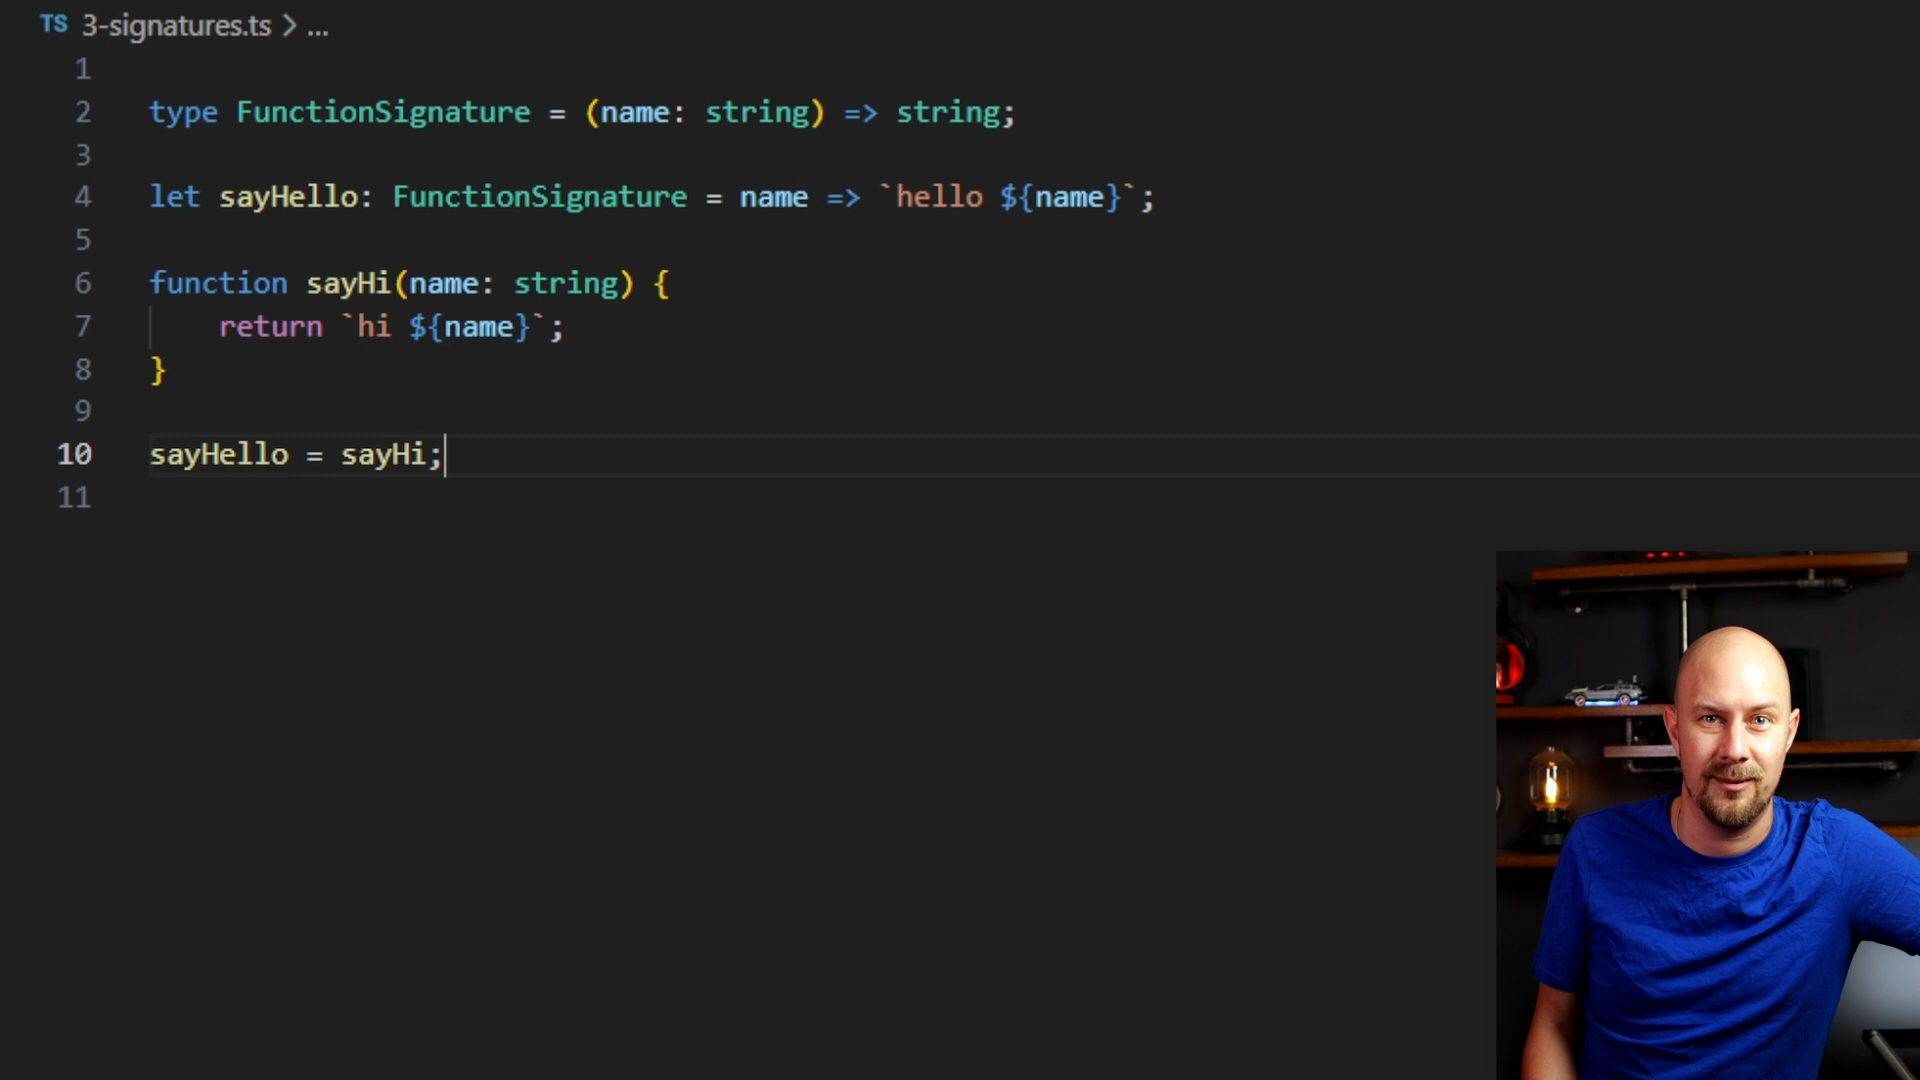 TS 3-signatures.ts > ...
1
2 type FunctionSignature = (name: string) => string;
3
4 let sayHello: FunctionSignature = name => `hello ${name}`;
5
6 function sayHi(name: string) {
7     return `hi ${name}`;
8 }
9
10 sayHello = sayHi;
11